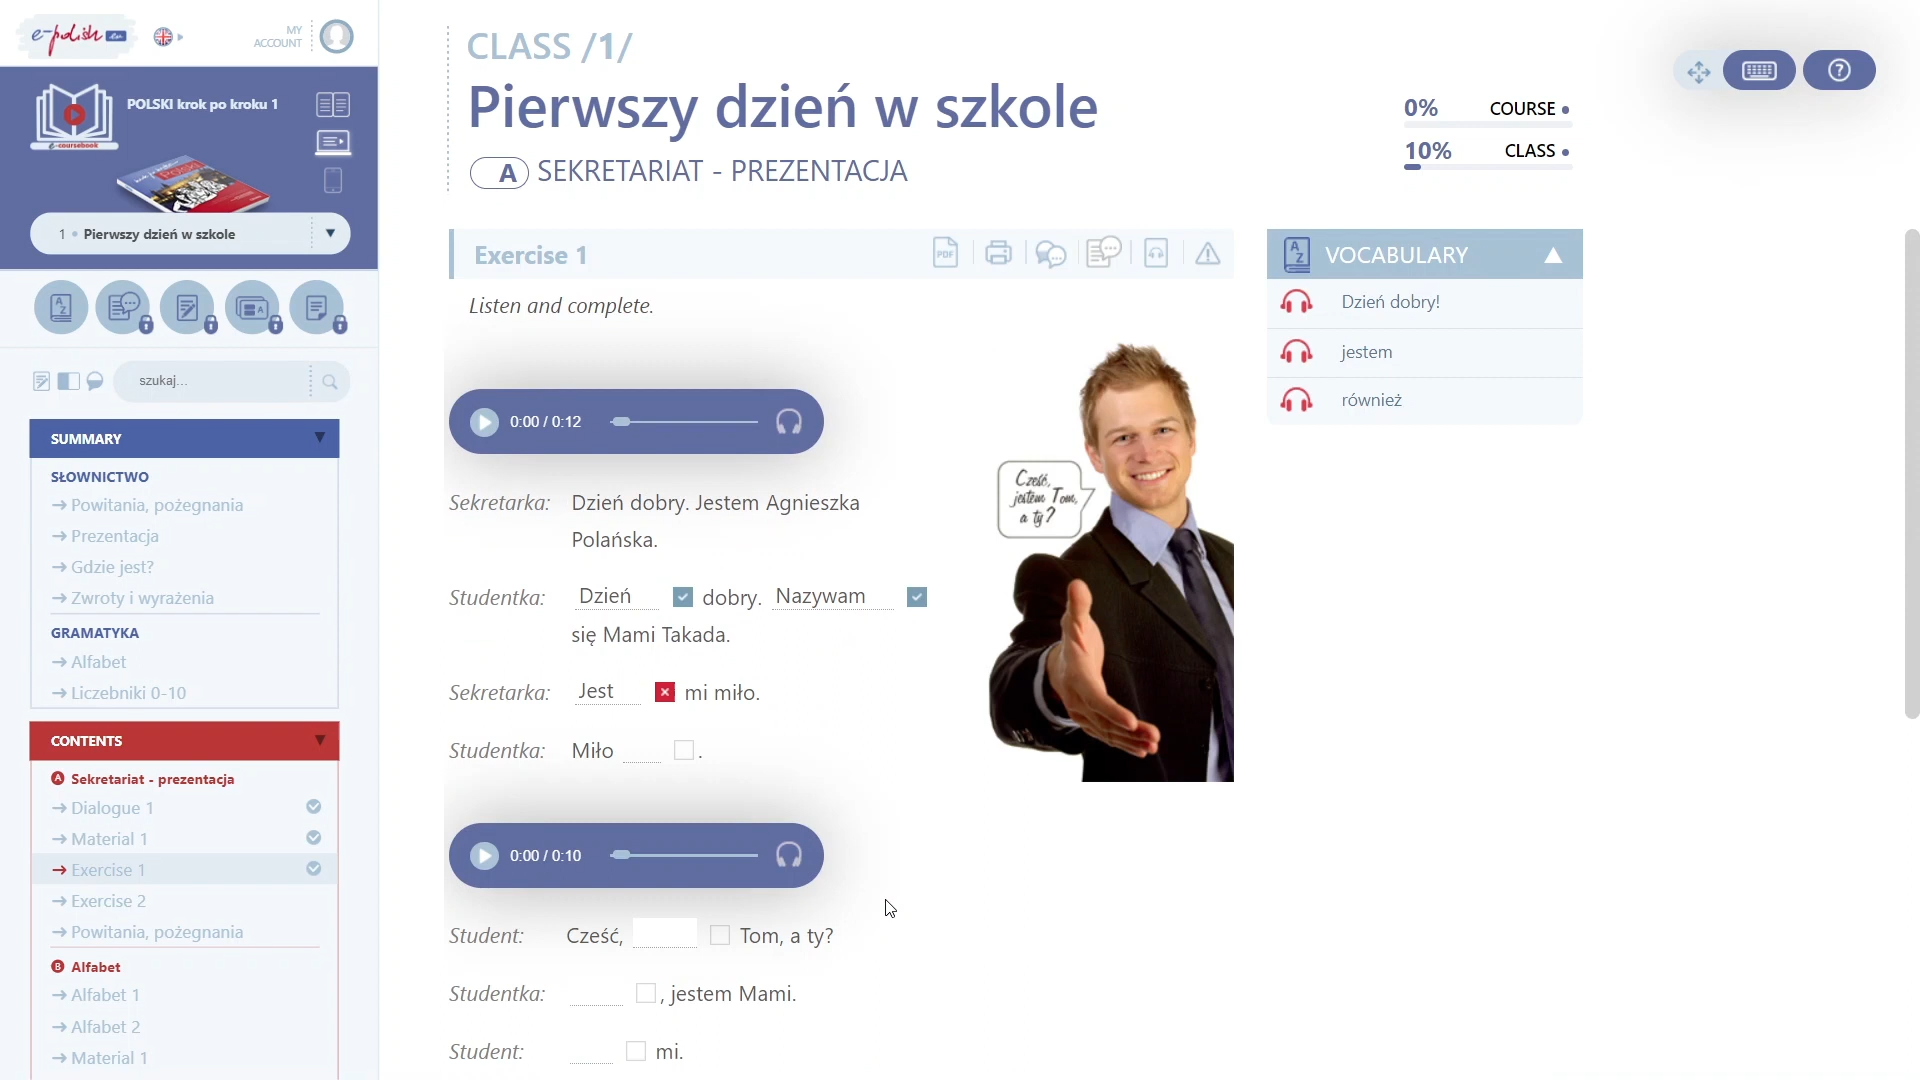 e-polish.eu
MY
ACCOUNT
POLSKI krok po kroku 1
e-coursebook
1 • Pierwszy dzień w szkole
szukaj...
SUMMARY
SŁOWNICTWO
Powitania, pożegnania
Prezentacja
Gdzie jest?
Zwroty i wyrażenia
GRAMATYKA
Alfabet
Liczebniki 0-10
CONTENTS
A Sekretariat - prezentacja
Dialogue 1
Material 1
Exercise 1
Exercise 2
Powitania, pożegnania
B Alfabet
Alfabet 1
Alfabet 2
Material 1
CLASS /1/
Pierwszy dzień w szkole
A SEKRETARIAT - PREZENTACJA
0% COURSE
10% CLASS
Exercise 1
PDF
Listen and complete.
0:00 / 0:12
Sekretarka: Dzień dobry. Jestem Agnieszka
Polańska.
Studentka: Dzień dobry. Nazywam
się Mami Takada.
Sekretarka: Jest mi miło.
Studentka: Miło .
Cześć,
jestem Tom,
a ty?
0:00 / 0:10
Student: Cześć, Tom, a ty?
Studentka: , jestem Mami.
Student: mi.
A Z VOCABULARY
Dzień dobry!
jestem
również